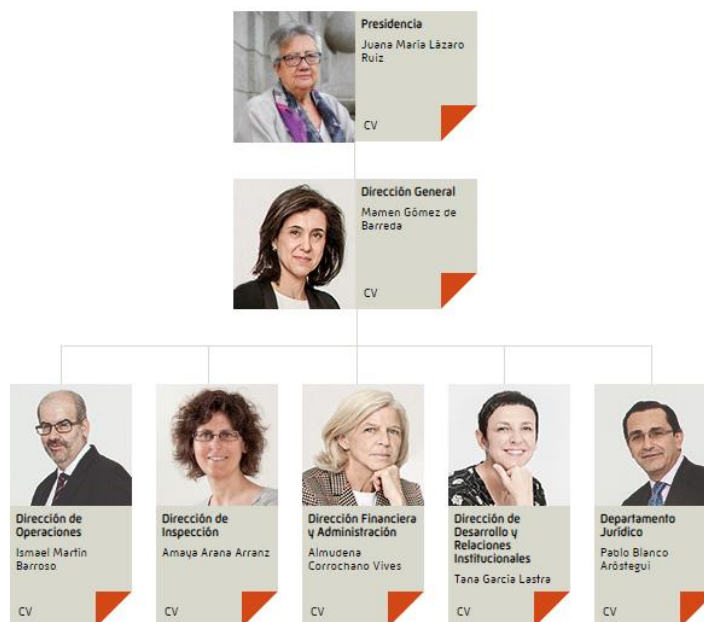 Presidencia
Juana María Lázaro
Ruiz
CV
Dirección General
Mamen Gómez de
Barreda
CV
Dirección de
Operaciones
Ismael Martín
Barroso
CV
Dirección de
Inspección
Amaya Arana Arranz
CV
Dirección Financiera
y Administración
Almudena
Corrochano Vives
CV
Dirección de
Desarrollo y
Relaciones
Institucionales
Tana García Lastra
CV
Departamento
Jurídico
Pablo Blanco
Aróstegui
CV